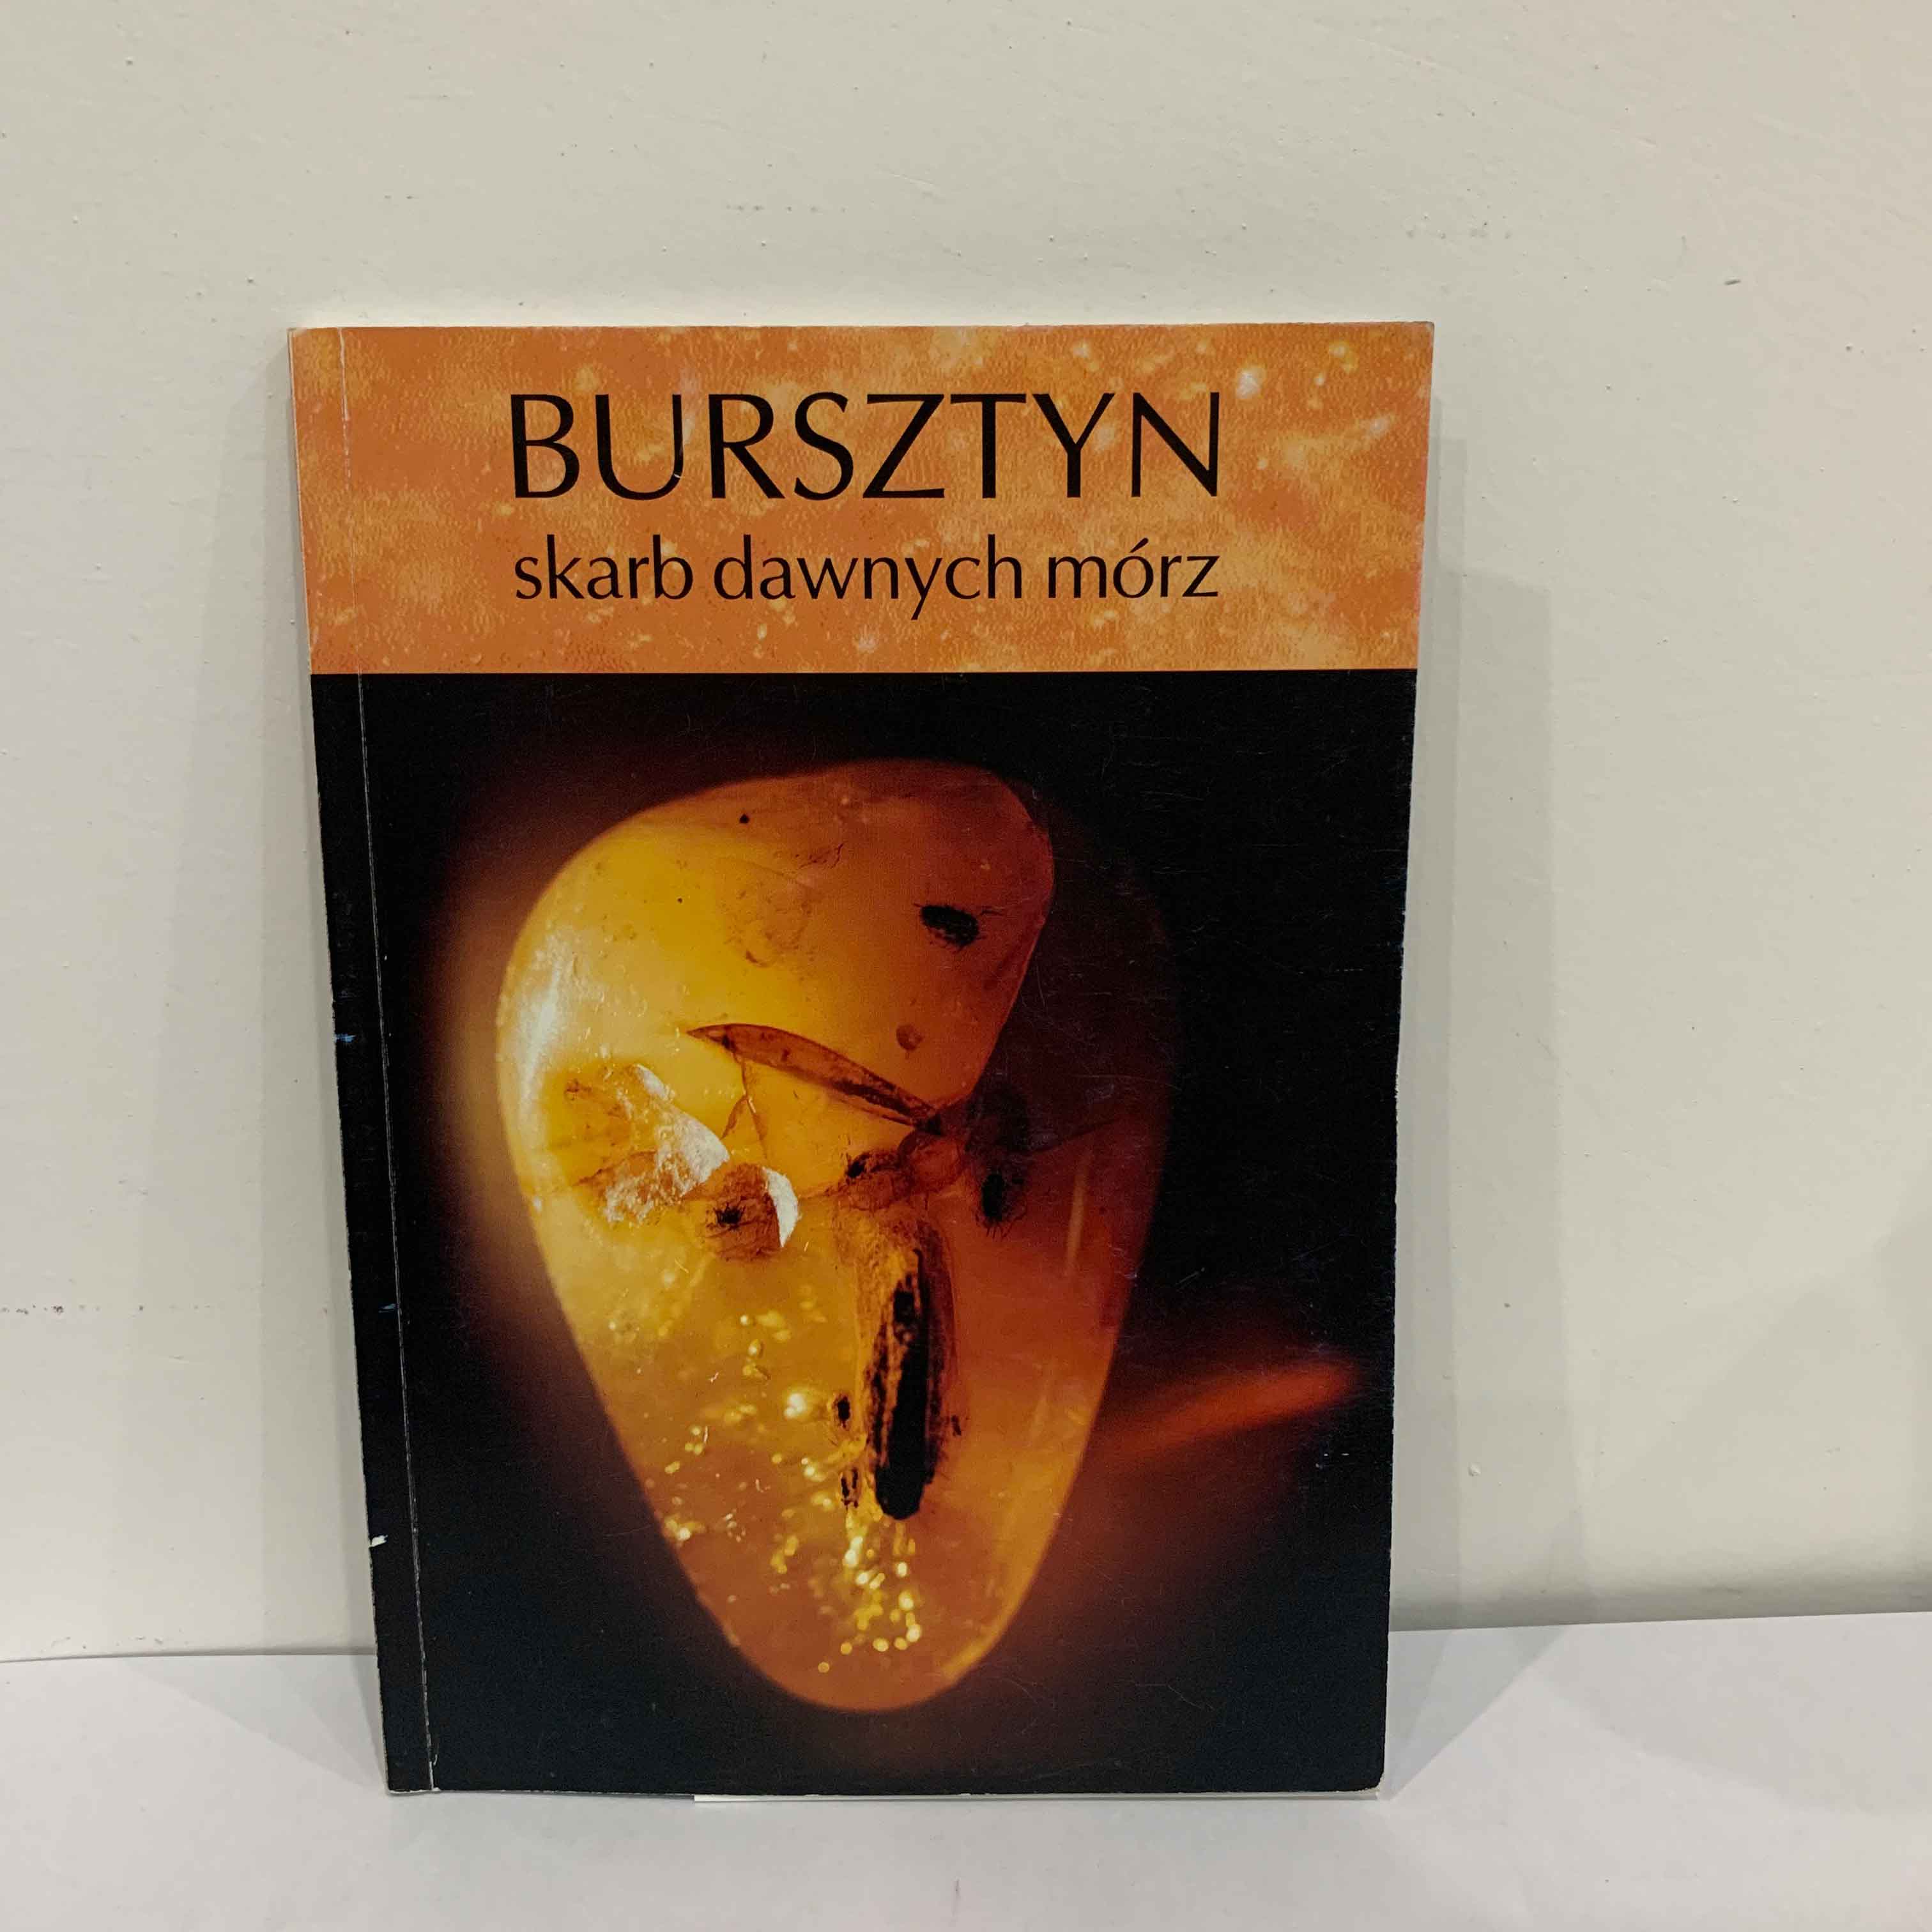 BURSZTYN
skarb dawnych mórz